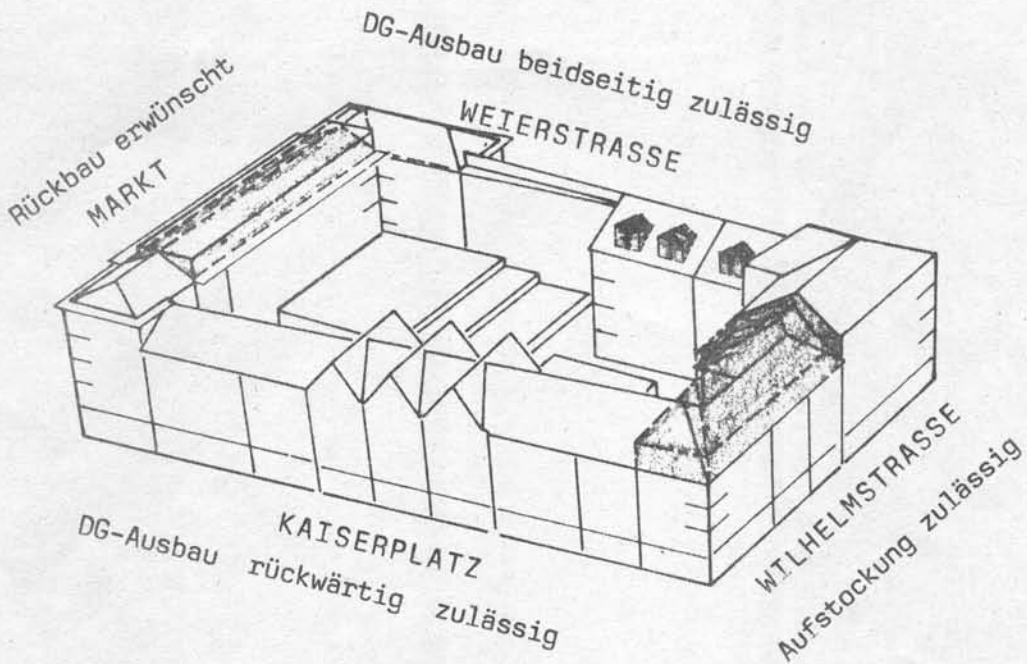 DG-Ausbau beidseitig zulässig
WEIERSTRASSE
Rückbau erwünscht
MARKT
KAISERPLATZ
DG-Ausbau rückwärtig zulässig
WILHELMSTRASSE
Aufstockung zulässig